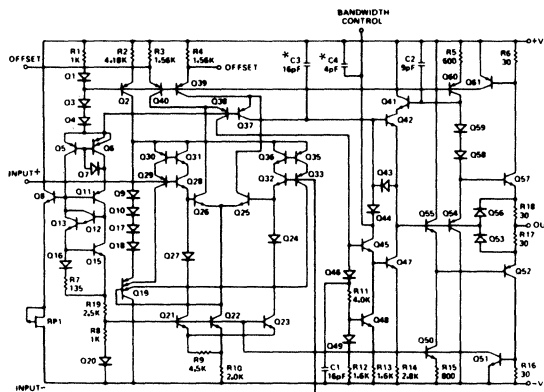 BANDWIDTH
CONTROL
+V
R1
1K
R2
4.18K
R3
1.56K
R4
1.56K
* C3
16pF
* C4
4pF
C2
9pF
R5
600
R6
30
OFFSET
OFFSET
Q1
Q2
Q40
Q39
Q60
Q61
Q3
Q38
Q41
Q4
Q37
Q42
Q59
Q5
Q6
Q30
Q31
Q36
Q35
Q58
Q7
INPUT+
Q29
Q28
Q32
Q33
Q43
Q57
Q8
Q11
Q9
Q26
Q25
Q44
Q55
Q54
Q56
R18
30
Q13
Q12
Q10
OU
Q17
Q24
Q45
Q53
R17
30
Q15
Q18
Q27
Q47
Q16
Q46
Q52
R7
135
Q19
R11
4.0K
R19
2.5K
Q48
RP1
R8
1K
Q21
Q22
Q23
Q49
Q50
Q51
Q20
R9
4.5K
R10
2.0K
C1
16pF
R12
1.6K
R13
1.6K
R14
2.8K
R15
800
R16
30
INPUT-
-V